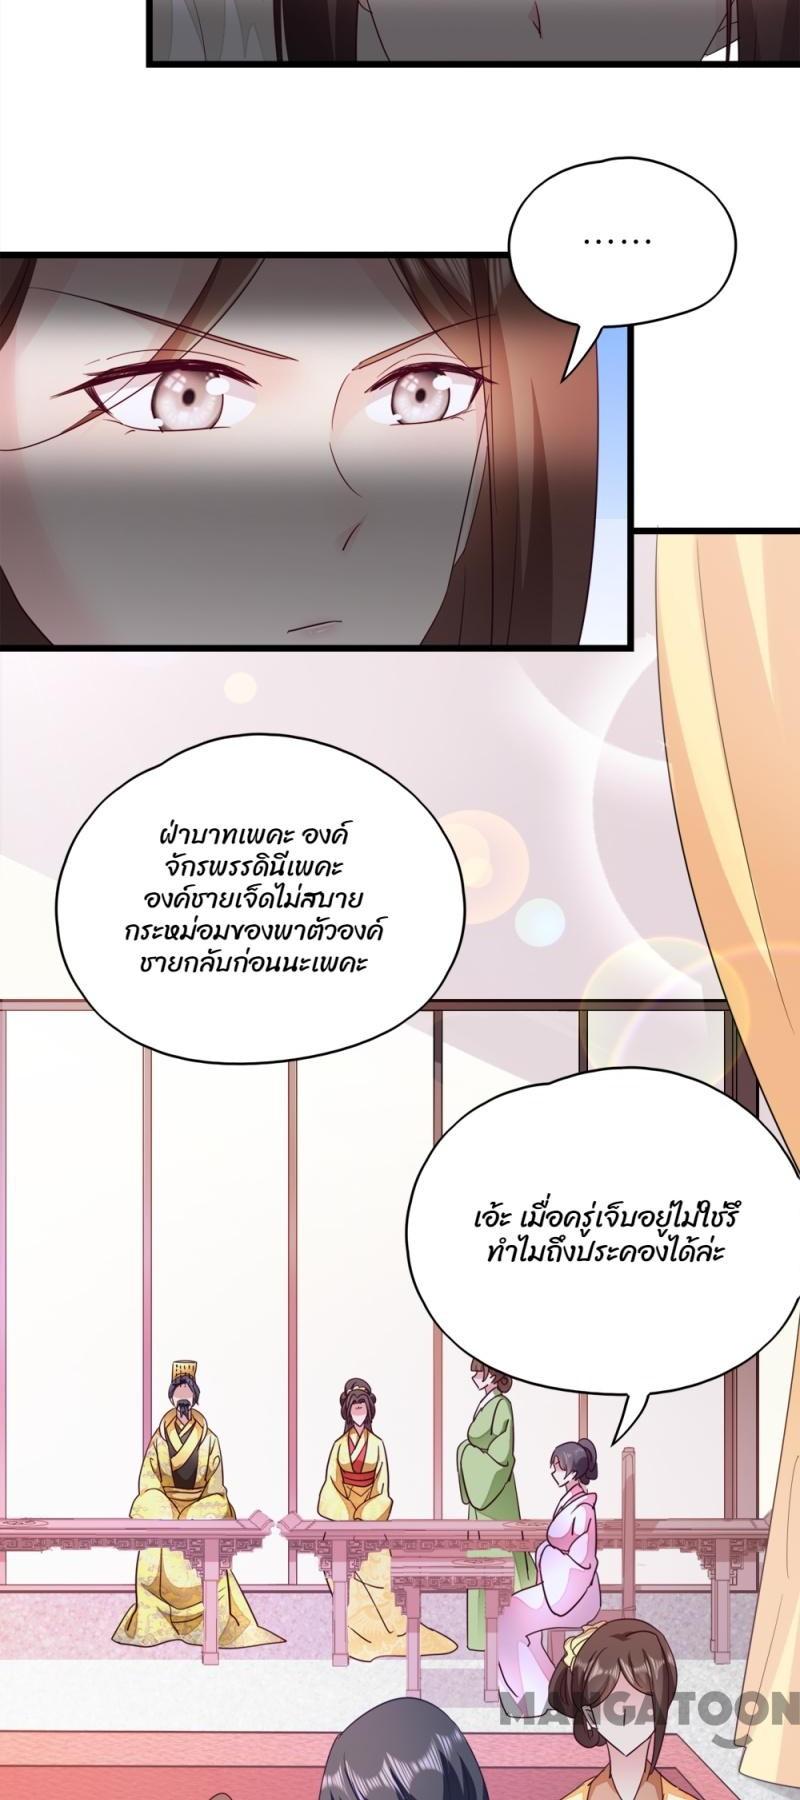 ......
ฝ่าบาทเพคะ องค์
จักรพรรดินีเพคะ
องค์ชายเจ็ดไม่สบาย
กระหม่อมของพาตัวองค์
ชายกลับก่อนนะเพคะ
เอ้ะ เมื่อครู่เจ็บอยู่ไม่ใช่รึ
ทำไมถึงประคองได้ล่ะ
MANGATOON